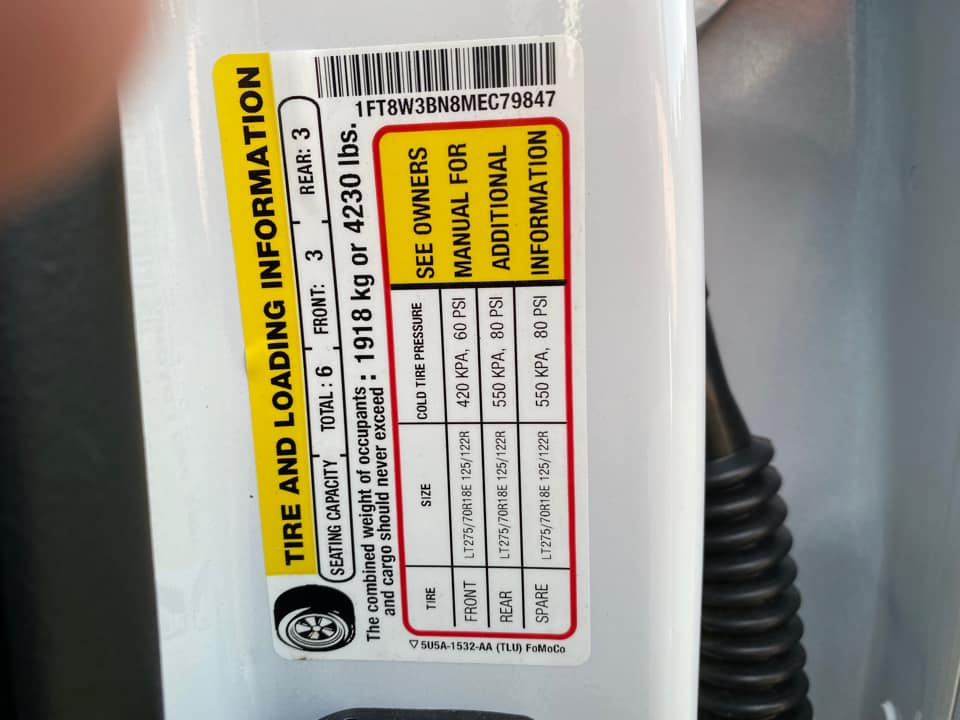 TIRE AND LOADING INFORMATION
SEATING CAPACITY TOTAL : 6 FRONT: 3 REAR: 3
The combined weight of occupants and cargo should never exceed : 1918 kg or 4230 lbs.
TIRE SIZE COLD TIRE PRESSURE
FRONT LT275/70R18E 125/122R 420 KPA, 60 PSI
REAR LT275/70R18E 125/122R 550 KPA, 80 PSI
SPARE LT275/70R18E 125/122R 550 KPA, 80 PSI
SEE OWNERS
MANUAL FOR
ADDITIONAL
INFORMATION
5U5A-1532-AA (TLU) FoMoCo
1FT8W3BN8MEC79847